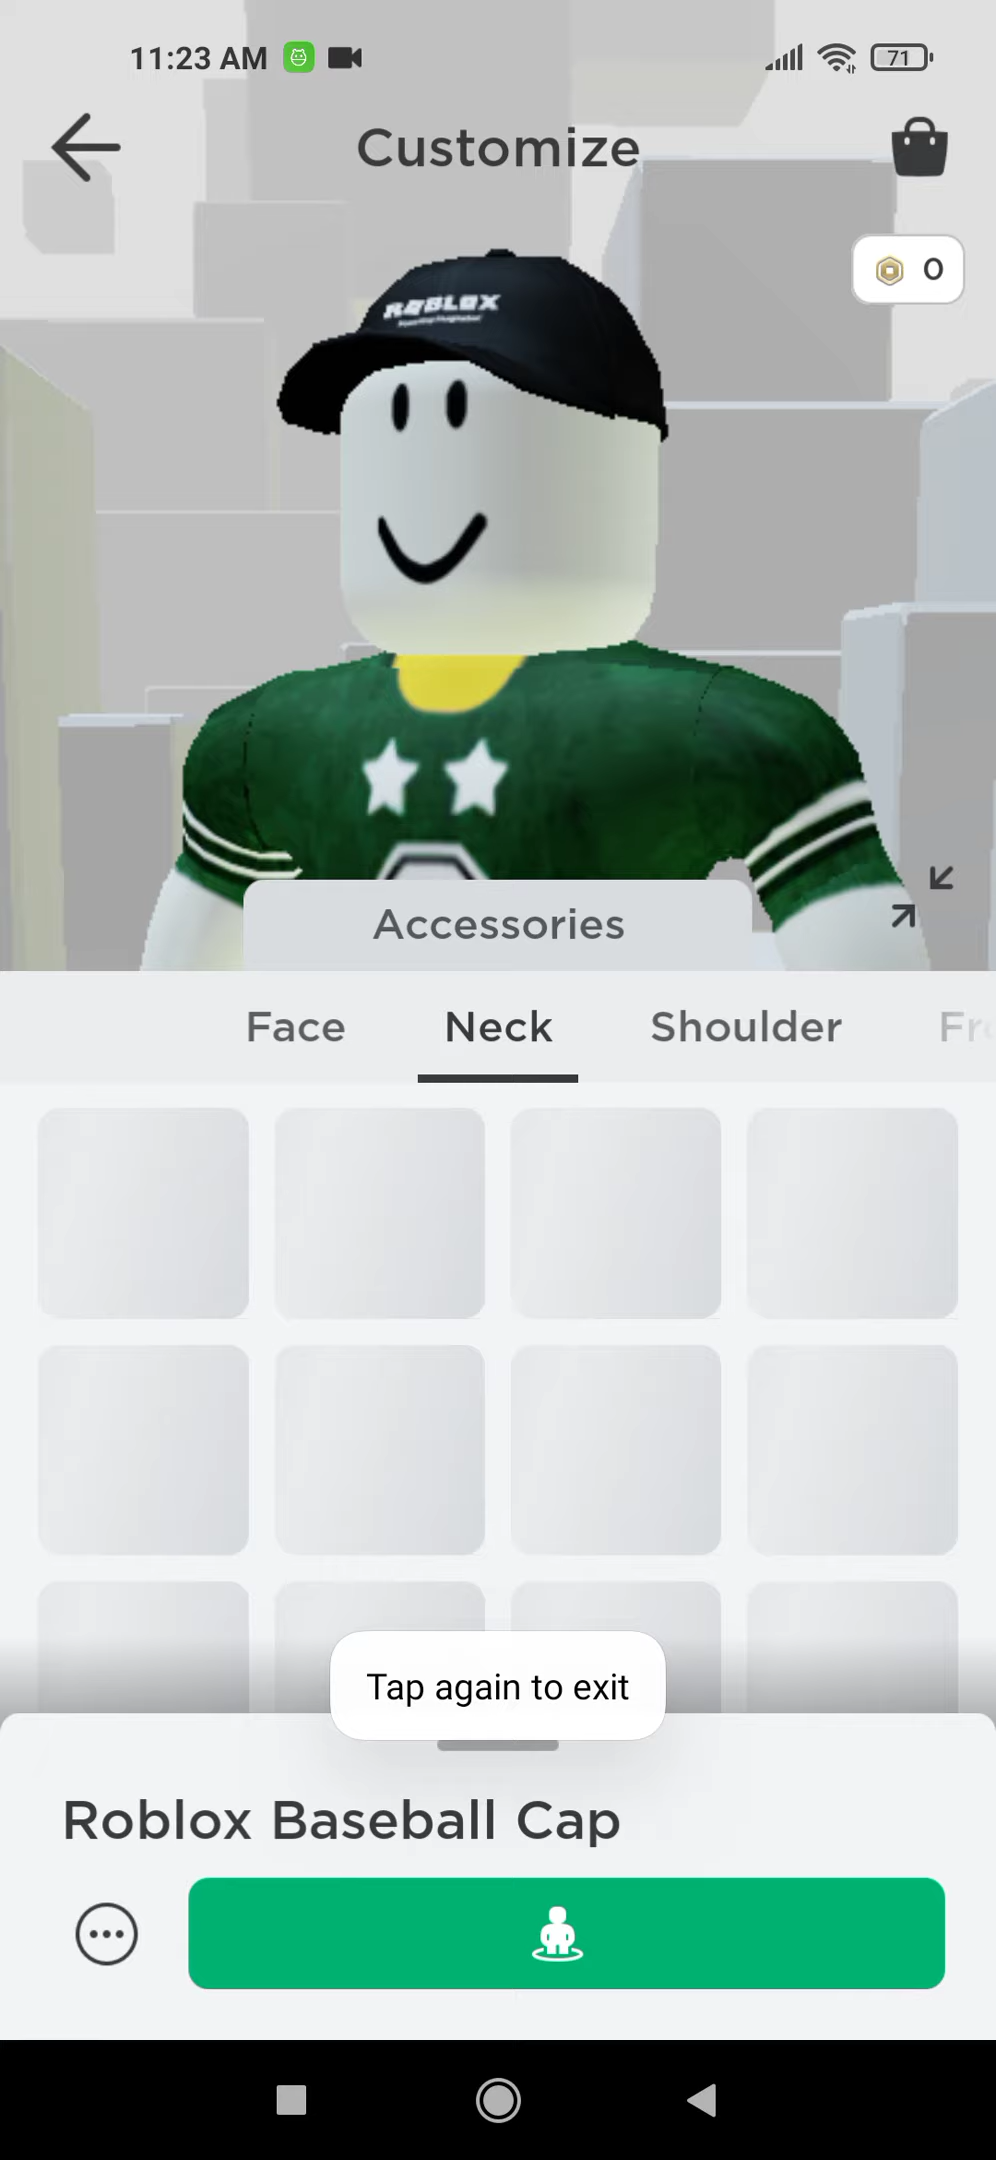 11:23 AM
71
Customize
0
ROBLOX
Accessories
Face
Neck
Shoulder
Tap again to exit
Roblox Baseball Cap